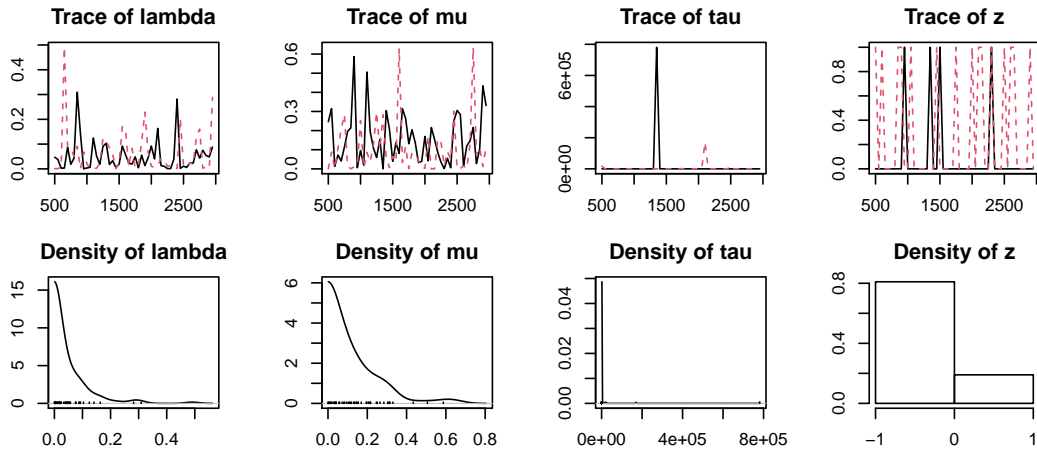 Trace of lambda
Trace of mu
Trace of tau
Trace of z
0.0 0.2 0.4
500 1500 2500
0.0 0.3 0.6
500 1500 2500
0e+00 6e+05
500 1500 2500
0.0 0.4 0.8
500 1500 2500
Density of lambda
Density of mu
Density of tau
Density of z
0 5 10 15
0.0 0.2 0.4
0 2 4 6
0.0 0.2 0.4 0.6 0.8
0.00 0.02 0.04
0e+00 4e+05 8e+05
0.0 0.4 0.8
−1 0 1